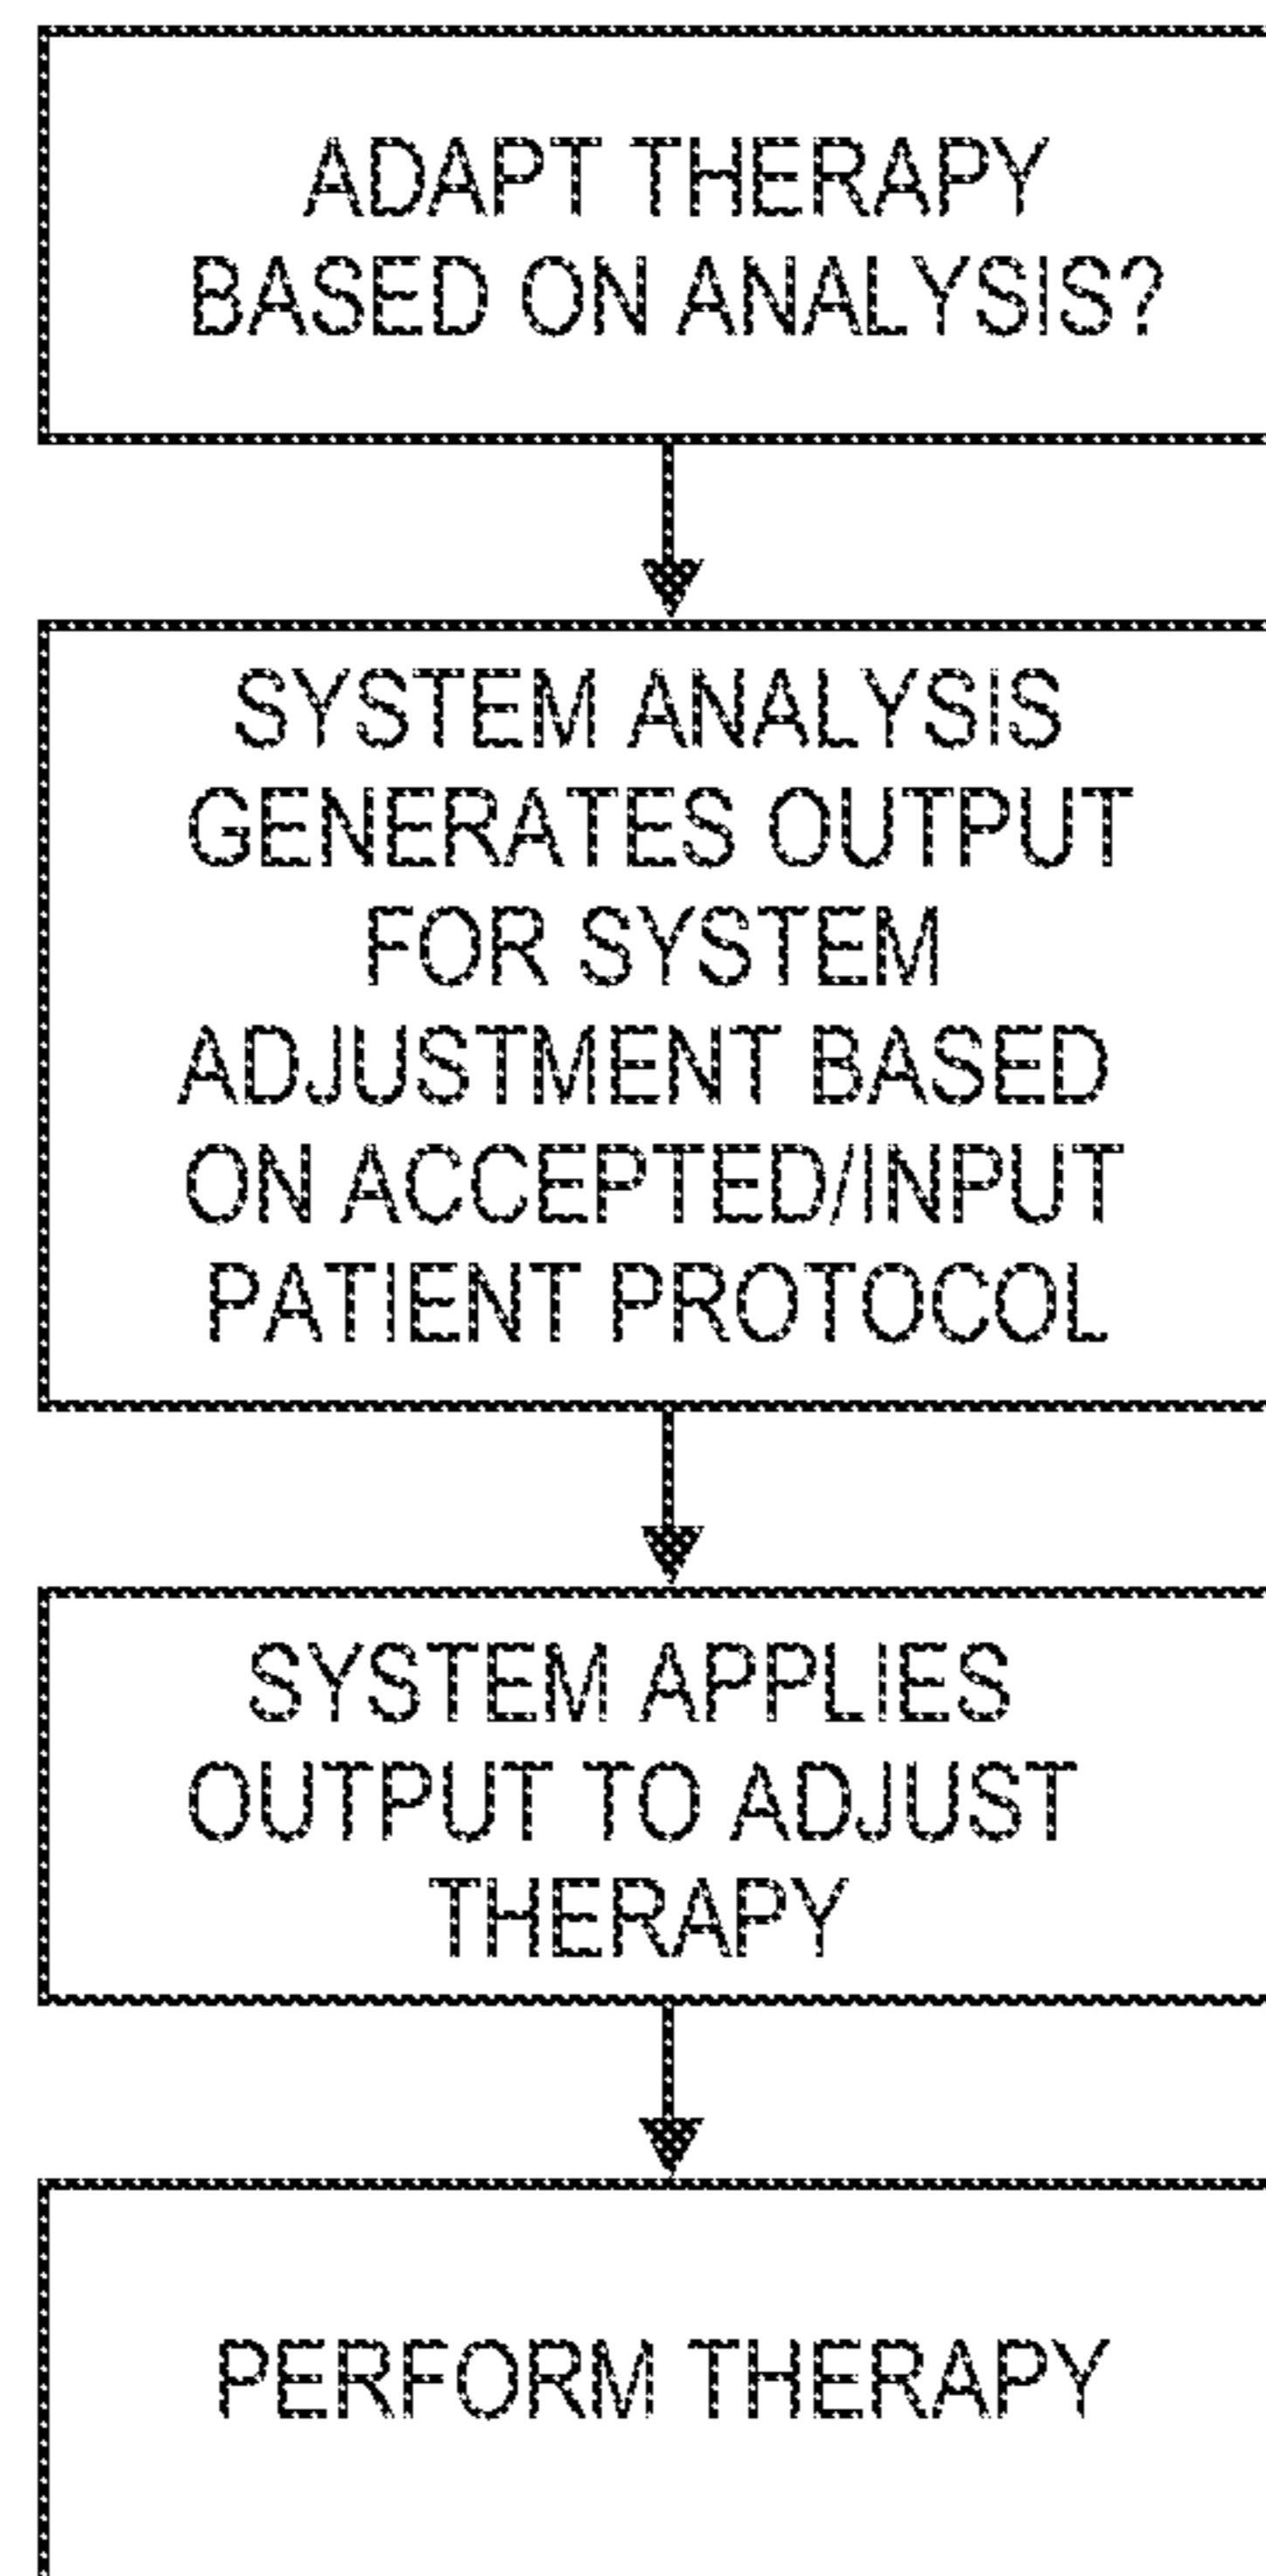 ADAPT THERAPY
BASED ON ANALYSIS?
SYSTEM ANALYSIS
GENERATES OUTPUT
FOR SYSTEM
ADJUSTMENT BASED
ON ACCEPTED/INPUT
PATIENT PROTOCOL
SYSTEM APPLIES
OUTPUT TO ADJUST
THERAPY
PERFORM THERAPY